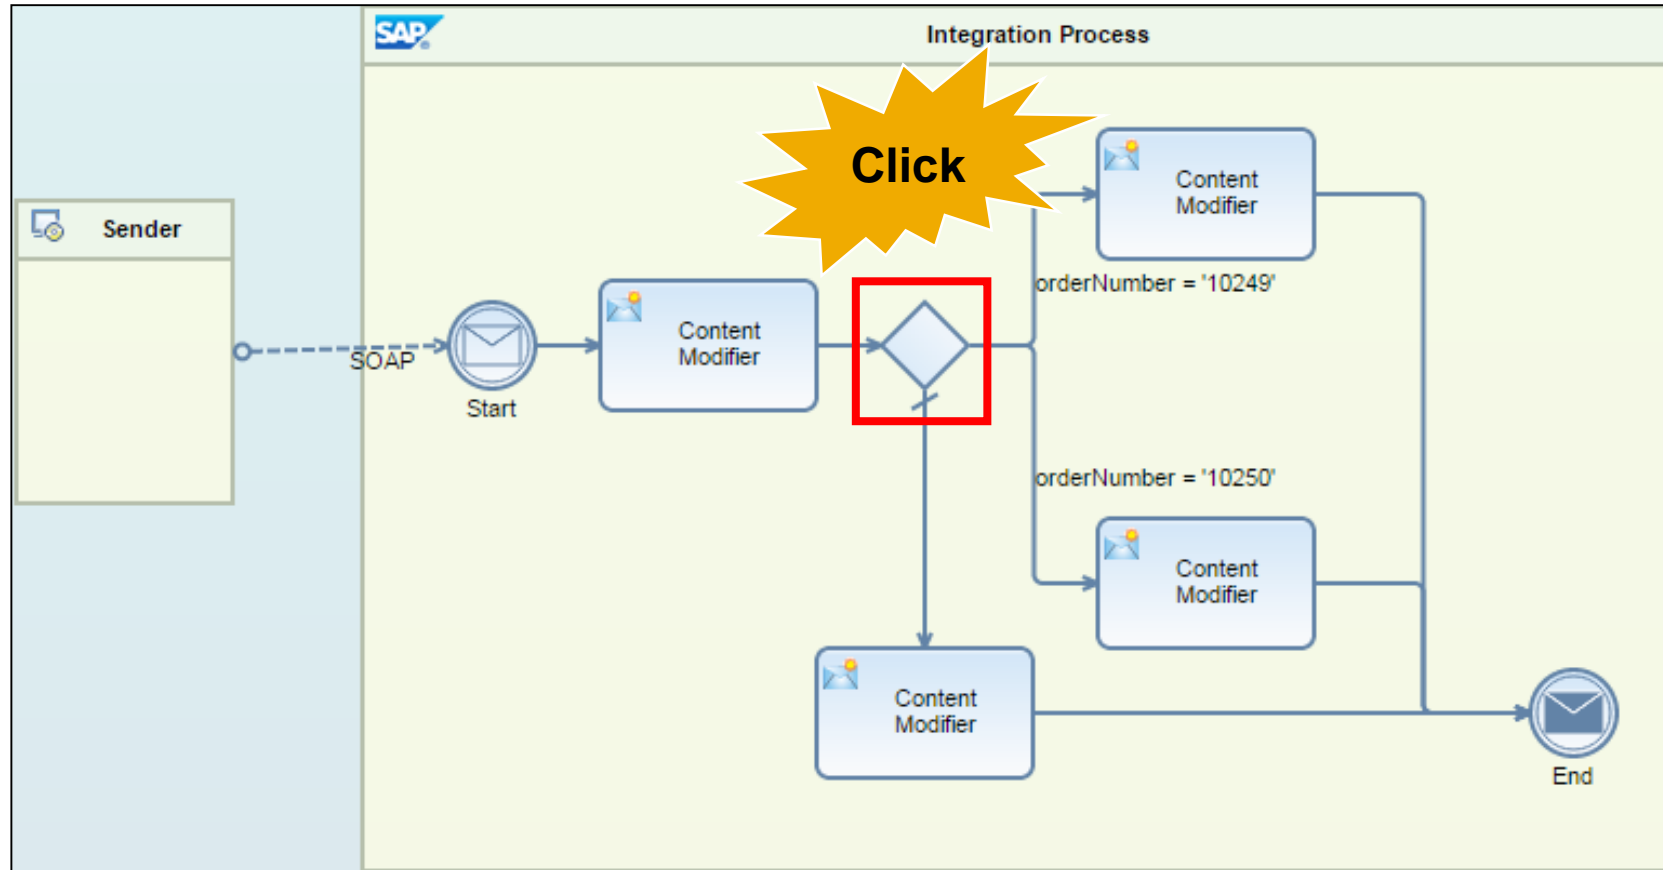 SAP
Integration Process
Click
Content
Modifier
Sender
orderNumber = '10249'
Content
Modifier
SOAP
Start
orderNumber = '10250'
Content
Modifier
Content
Modifier
End